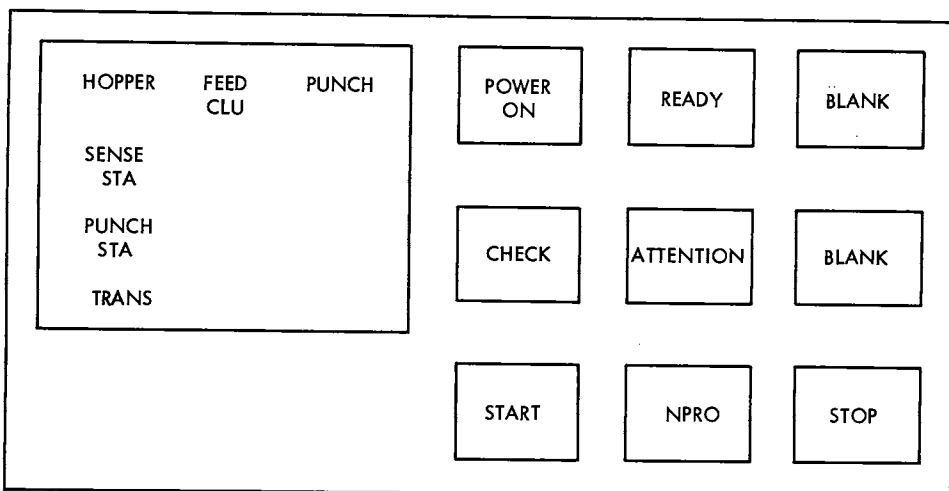 HOPPER FEED CLU PUNCH
SENSE STA
PUNCH STA
TRANS
POWER ON
READY
BLANK
CHECK
ATTENTION
BLANK
START
NPRO
STOP